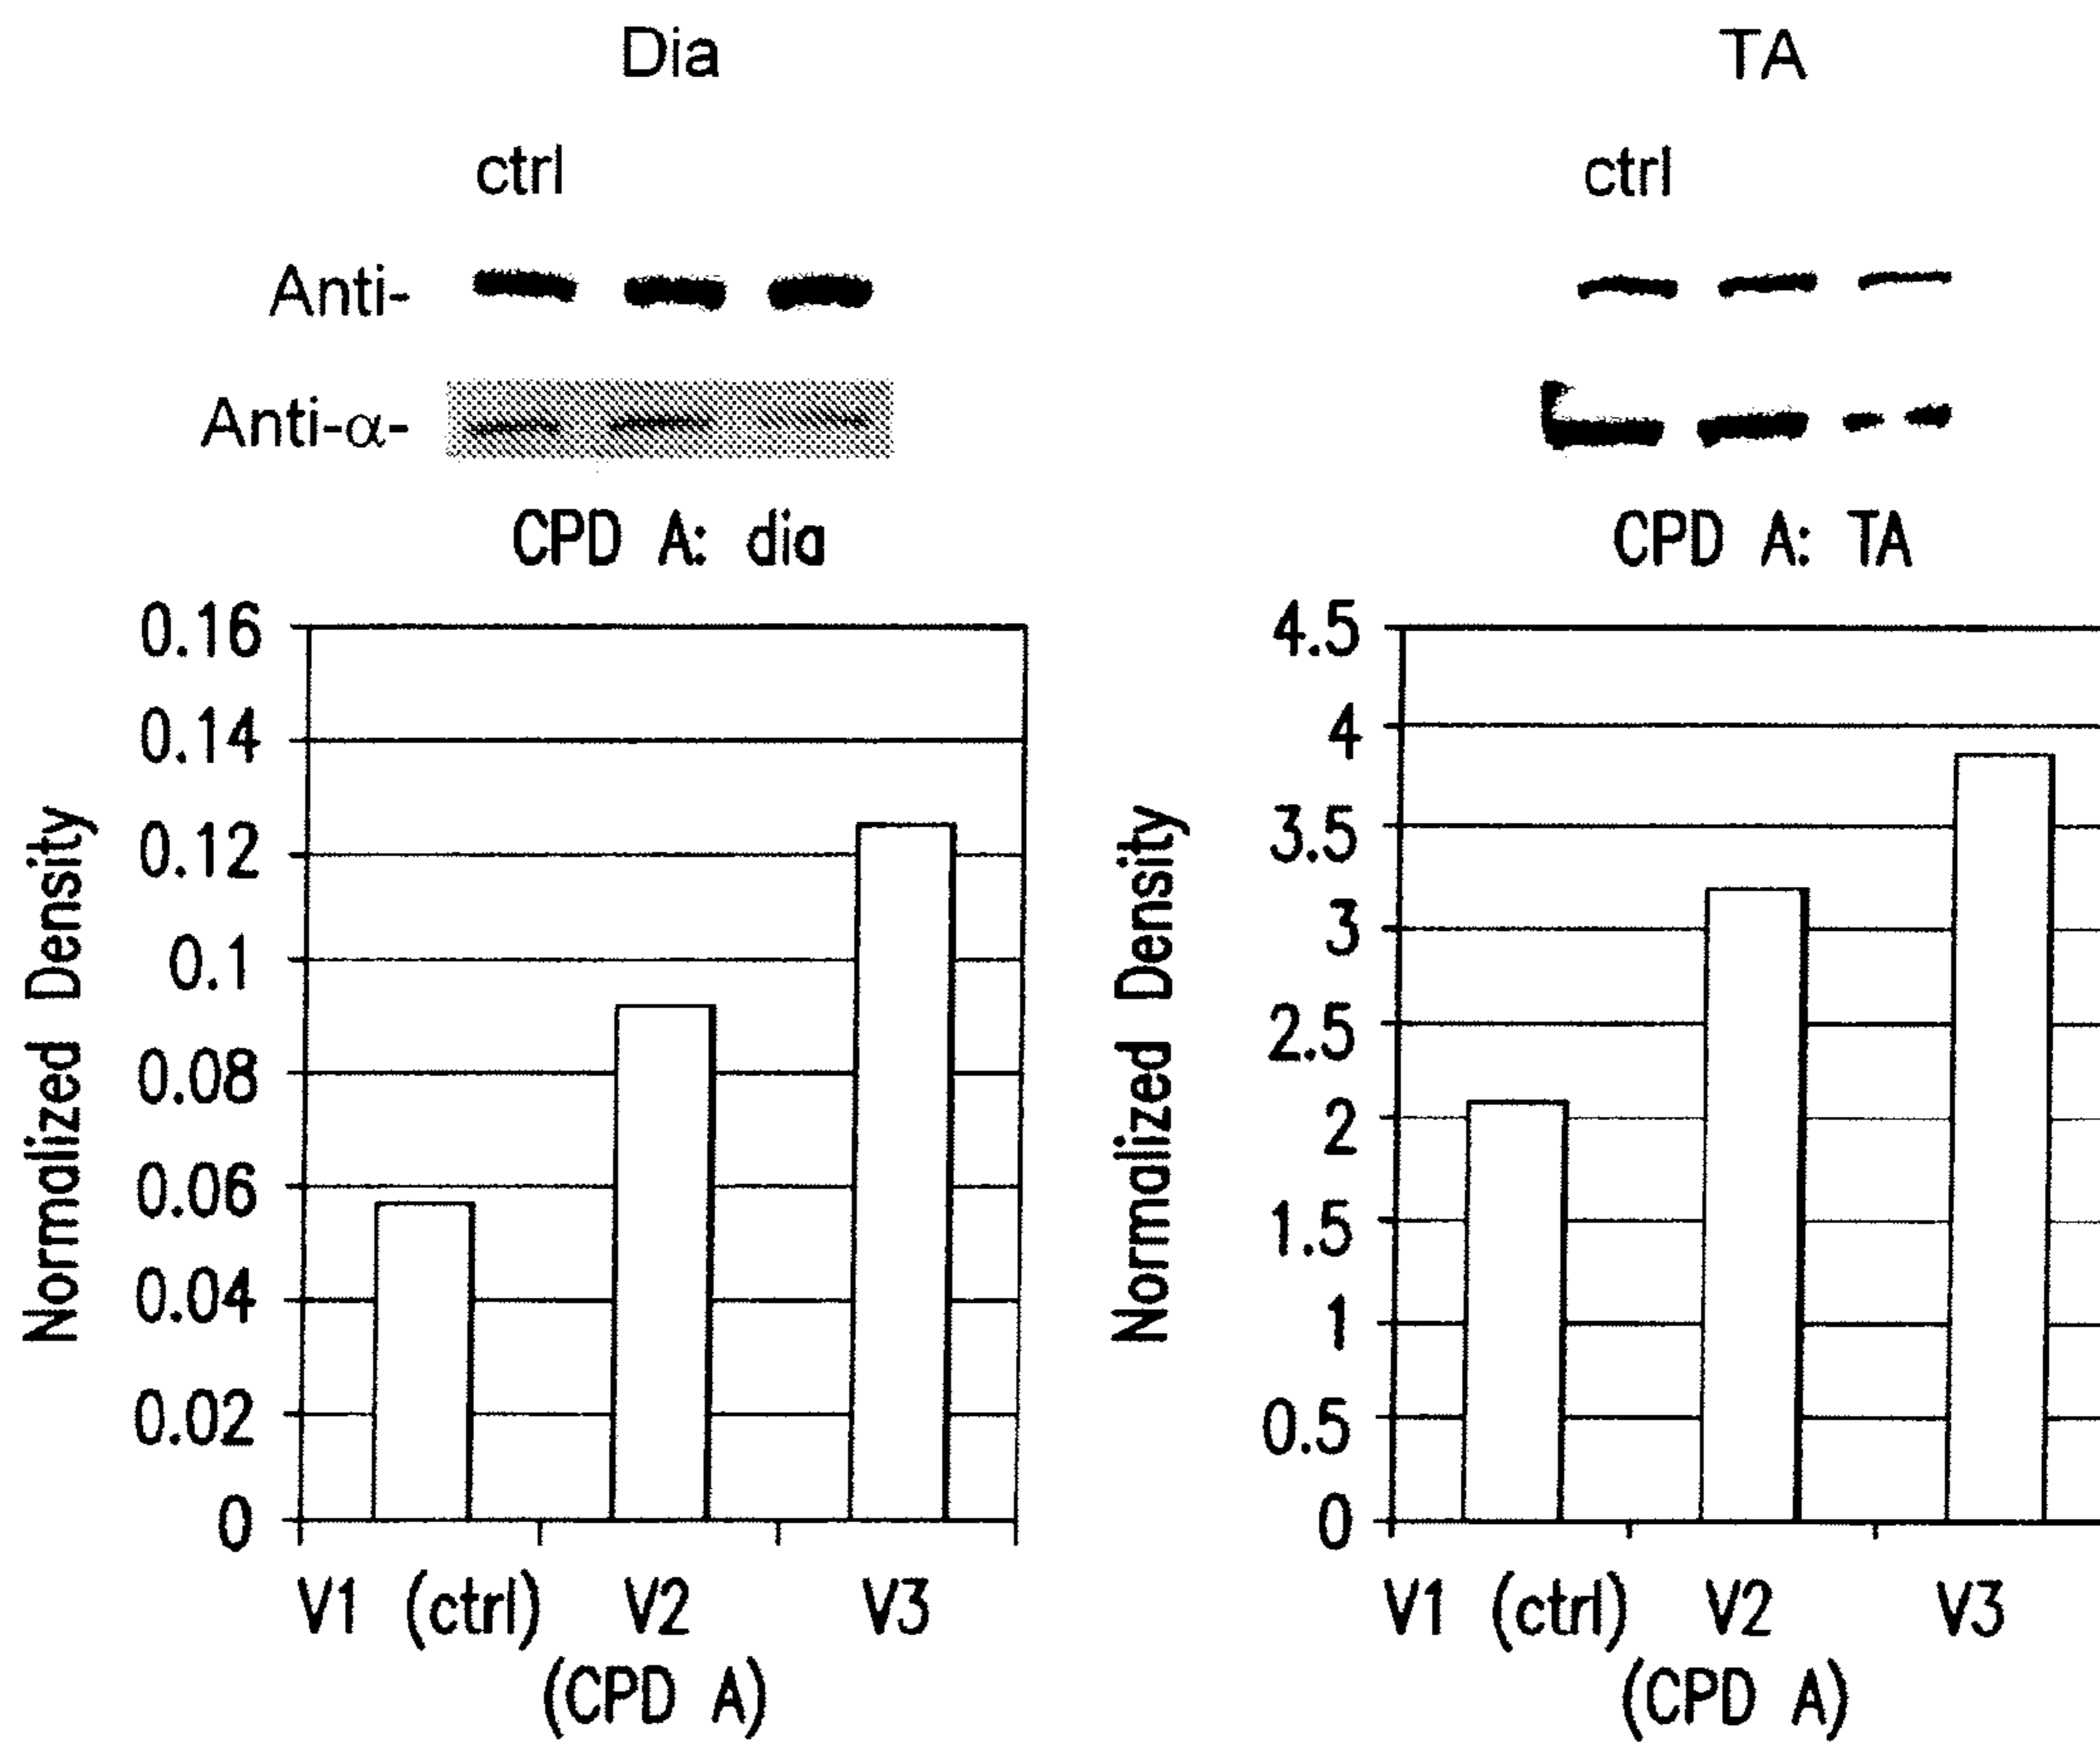 Dia
ctrl
Anti-
Anti-α-
CPD A: dia
Normalized Density
0.16
0.14
0.12
0.1
0.08
0.06
0.04
0.02
0
V1 (ctrl) V2 V3
(CPD A)
TA
ctrl
CPD A: TA
Normalized Density
4.5
4
3.5
3
2.5
2
1.5
1
0.5
0
V1 (ctrl) V2 V3
(CPD A)